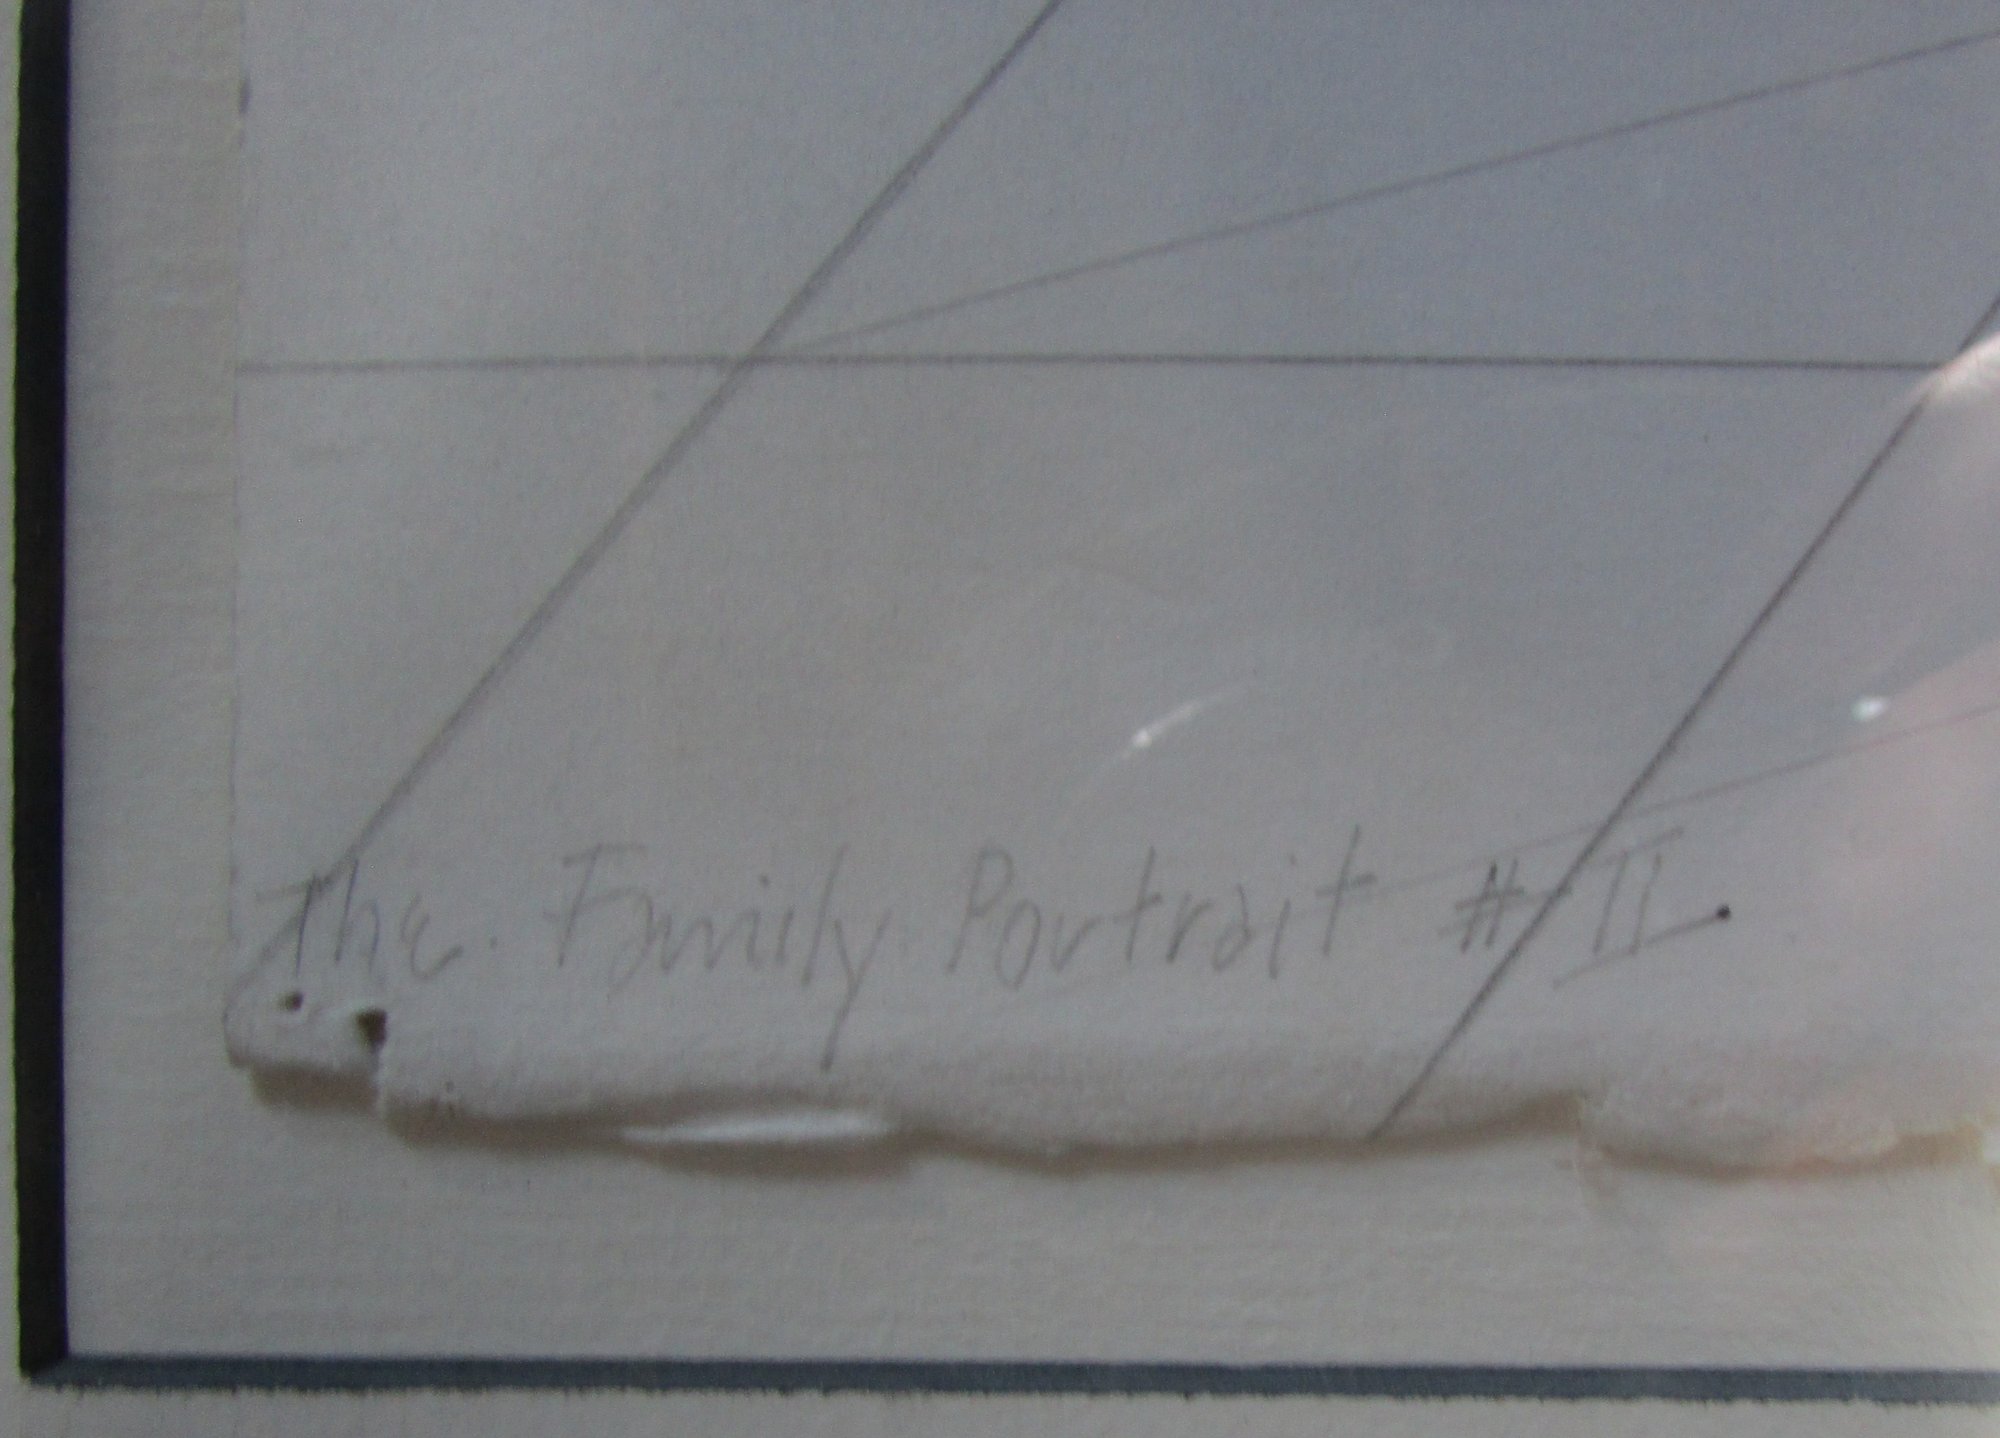 The Family Portrait # II